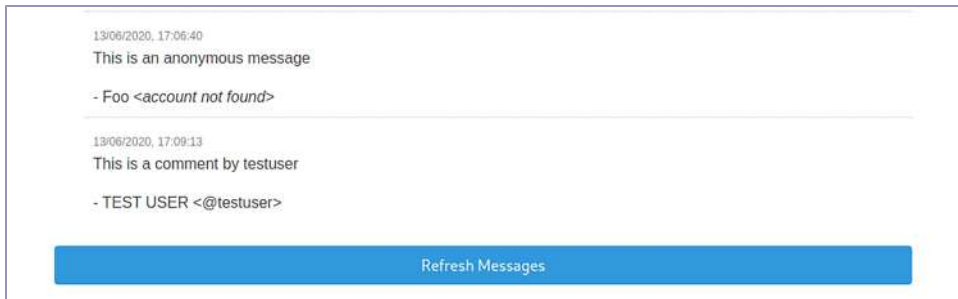 13/06/2020, 17:06:40
This is an anonymous message
- Foo <account not found>
13/06/2020, 17:09:13
This is a comment by testuser
- TEST USER <@testuser>
Refresh Messages